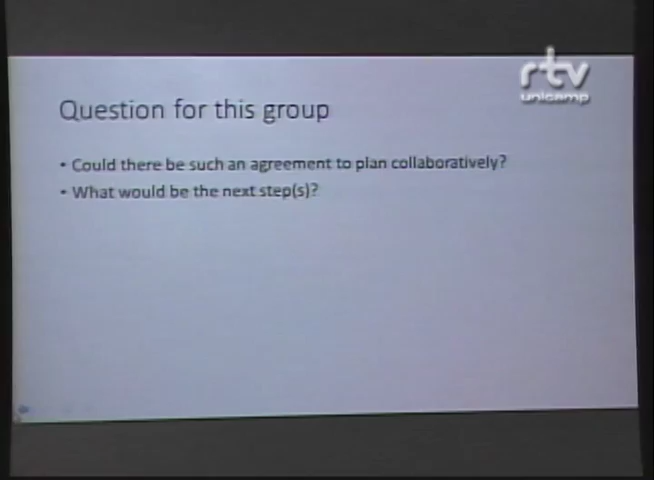 rtv
unicamp
Question for this group
• Could there be such an agreement to plan collaboratively?
• What would be the next step(s)?